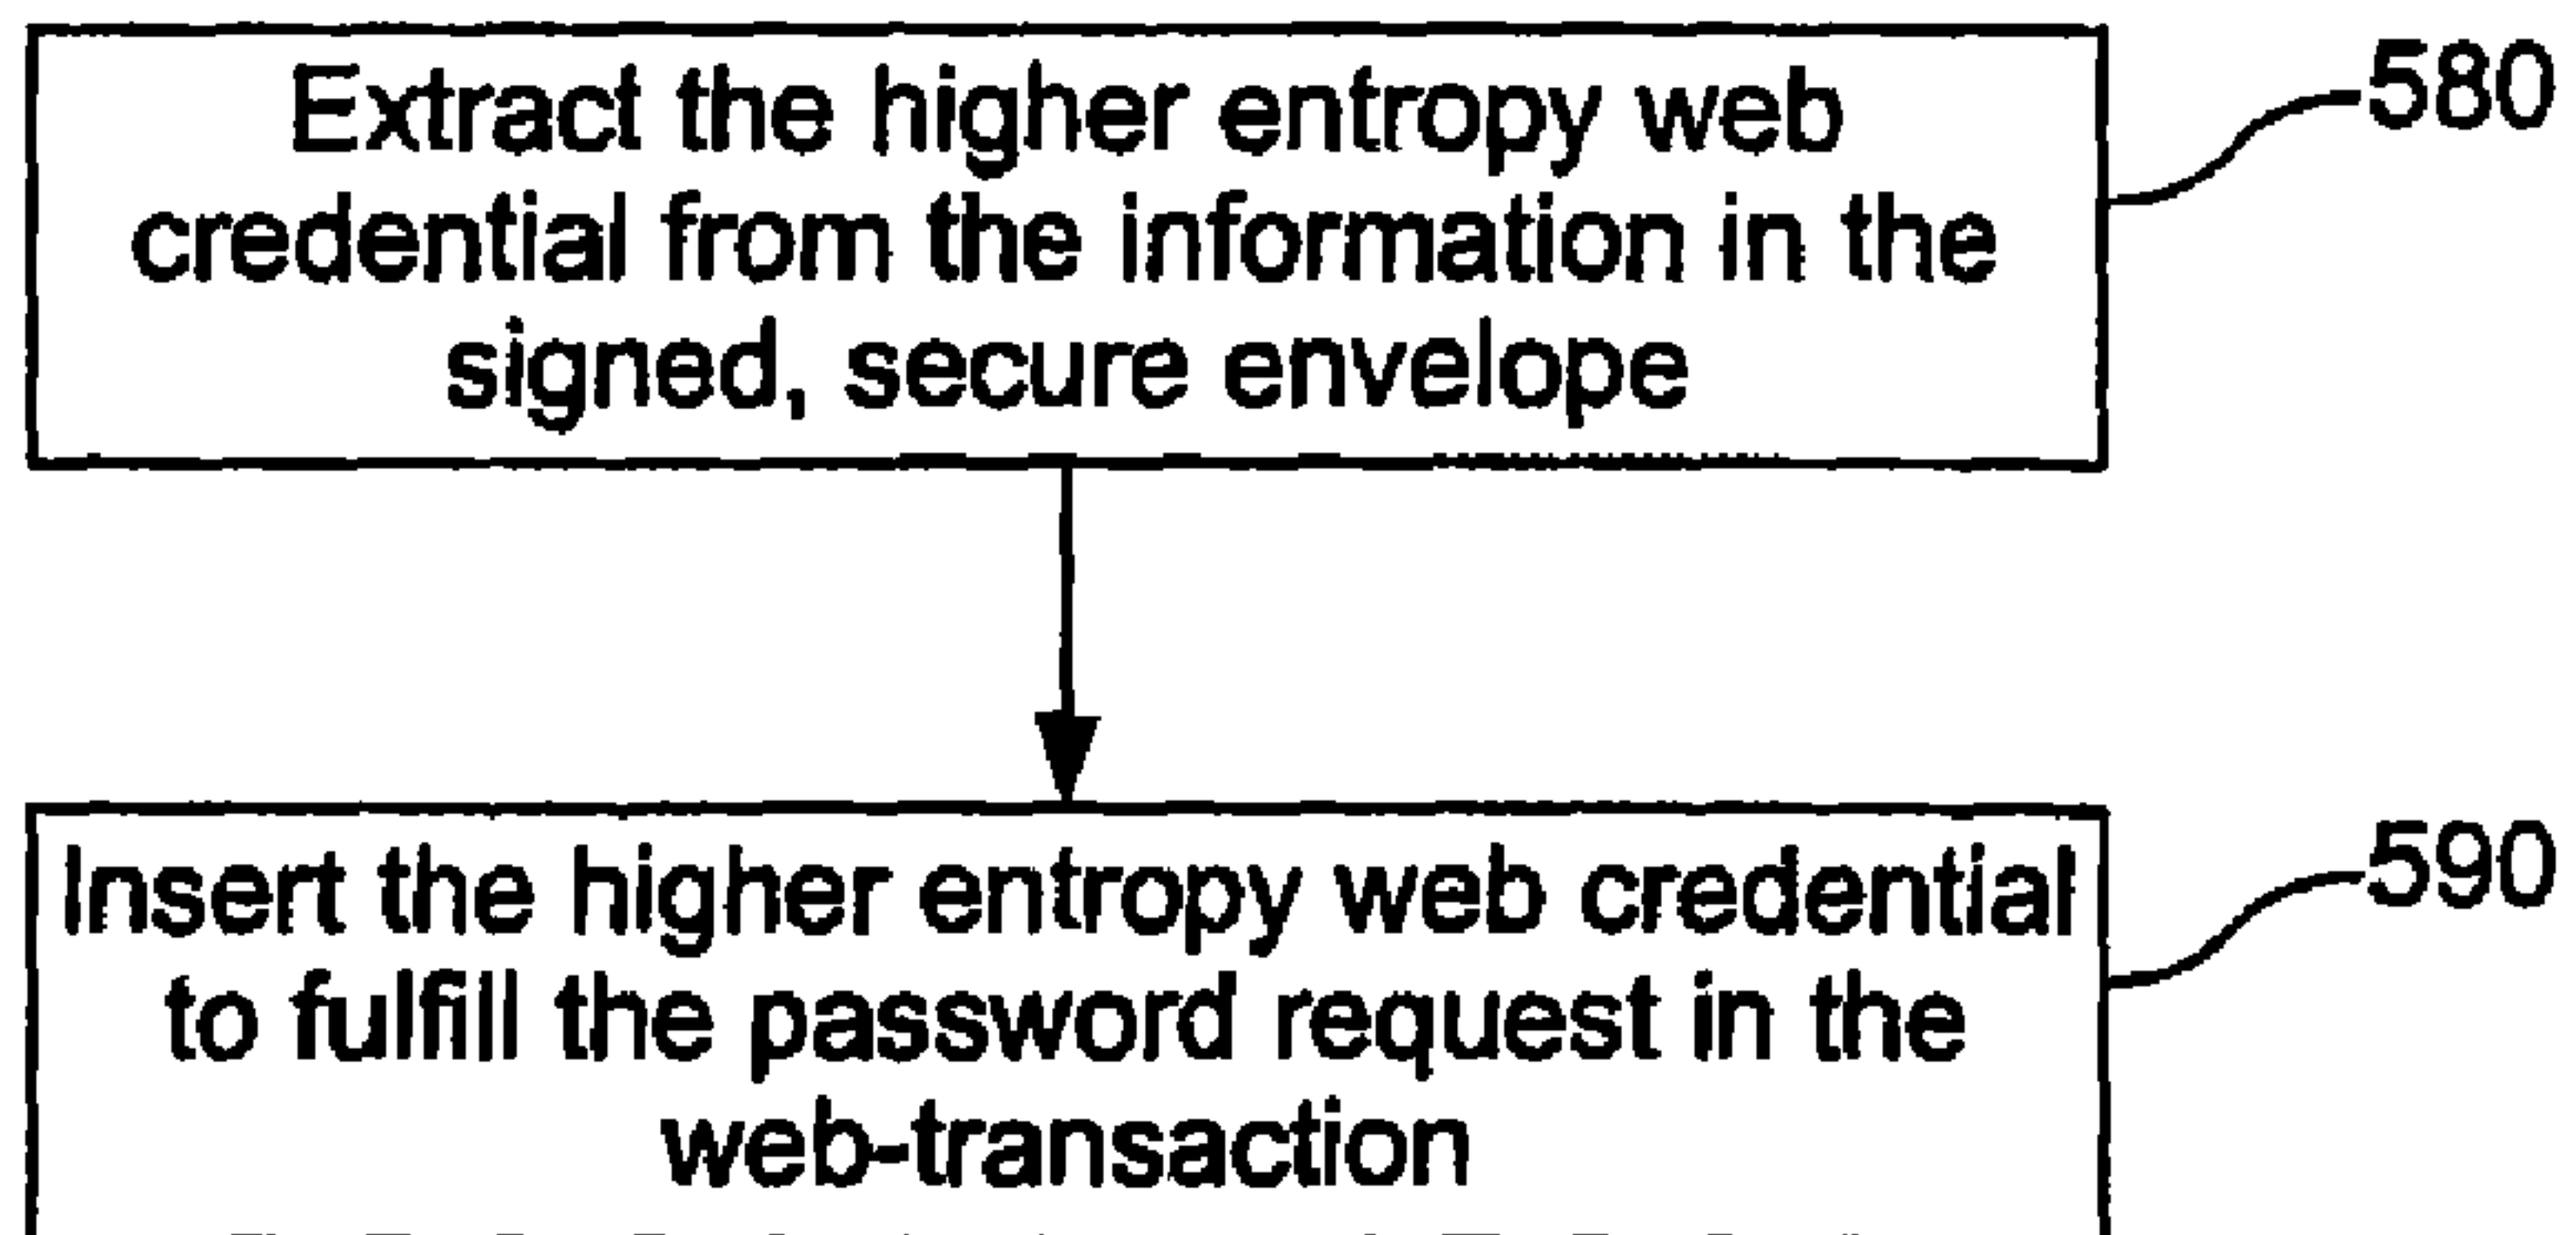 Extract the higher entropy web
credential from the information in the
signed, secure envelope
580
Insert the higher entropy web credential
to fulfill the password request in the
web-transaction
590